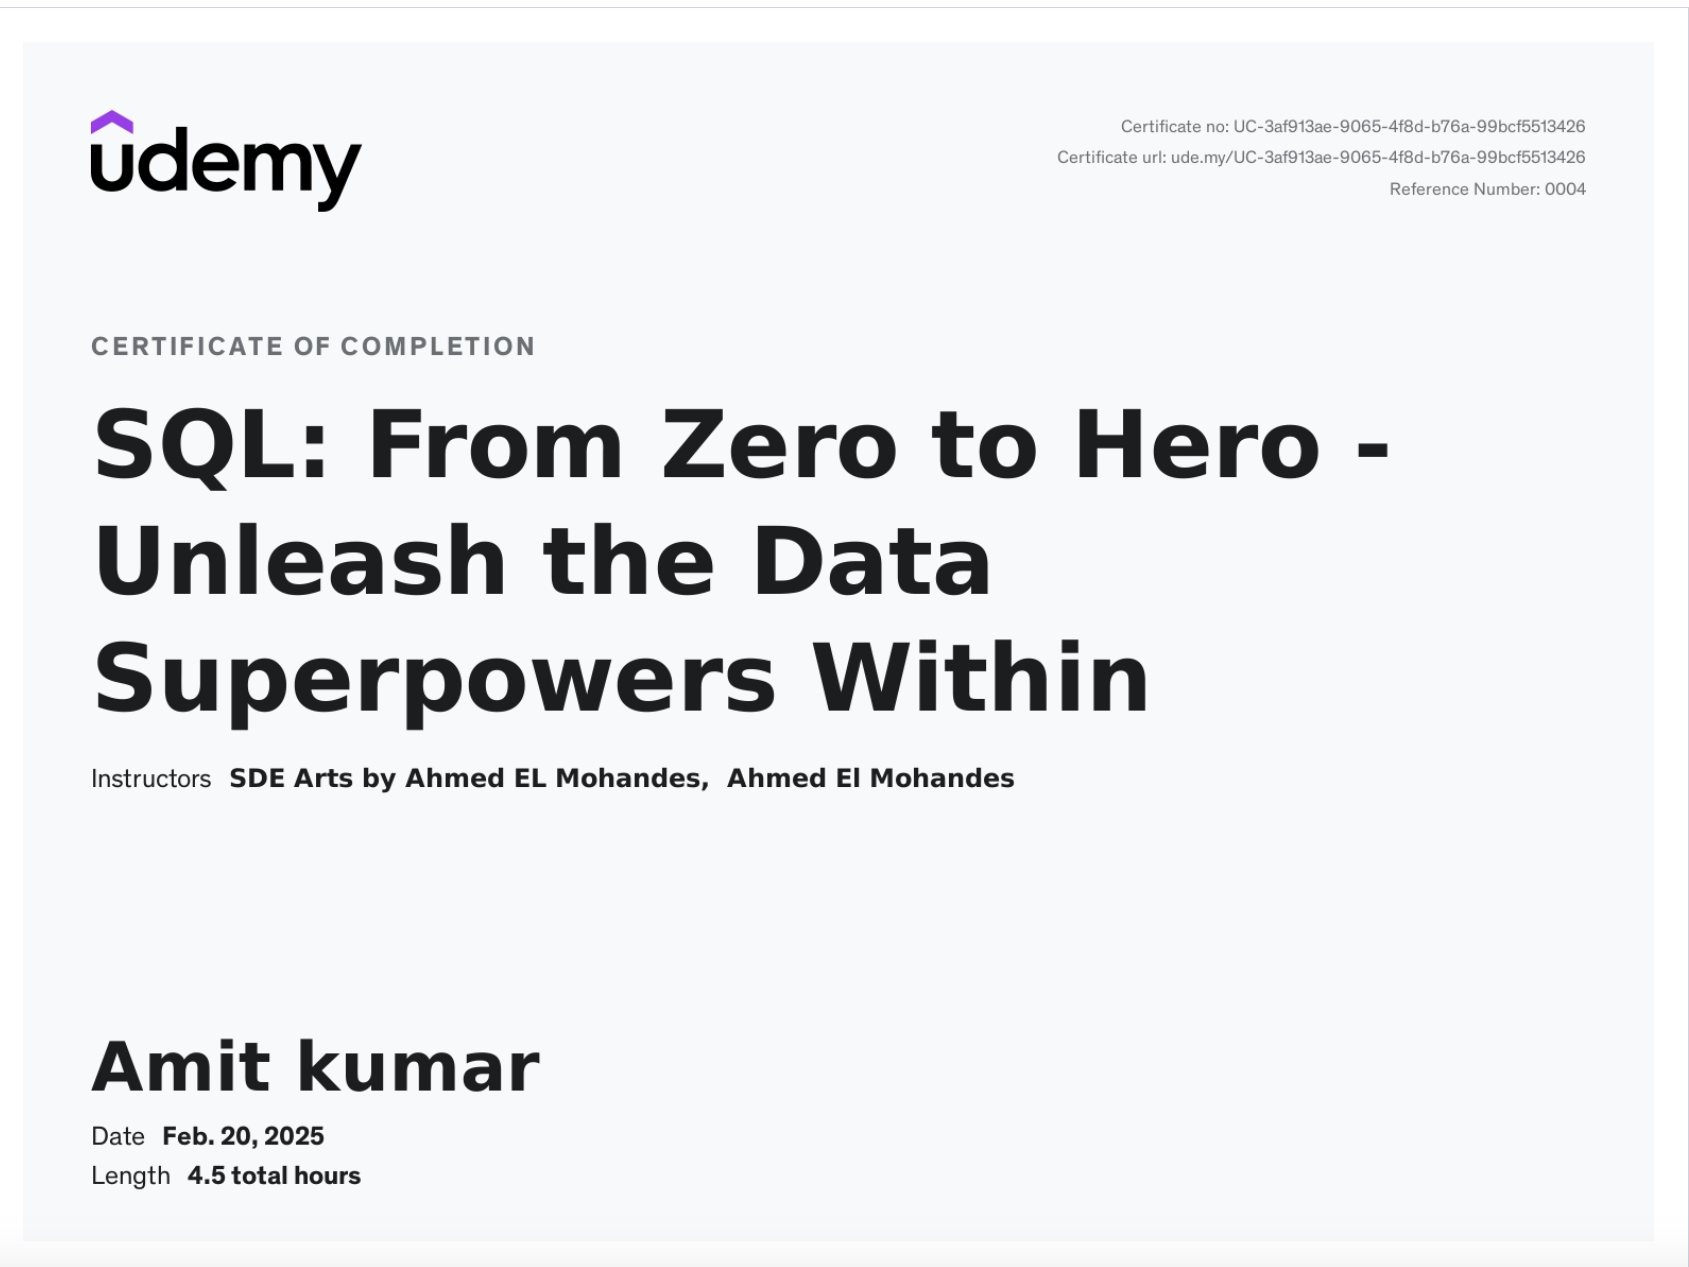 udemy
Certificate no: UC-3af913ae-9065-4f8d-b76a-99bcf5513426
Certificate url: ude.my/UC-3af913ae-9065-4f8d-b76a-99bcf5513426
Reference Number: 0004
CERTIFICATE OF COMPLETION
SQL: From Zero to Hero -
Unleash the Data
Superpowers Within
Instructors SDE Arts by Ahmed EL Mohandes, Ahmed El Mohandes
Amit kumar
Date Feb. 20, 2025
Length 4.5 total hours